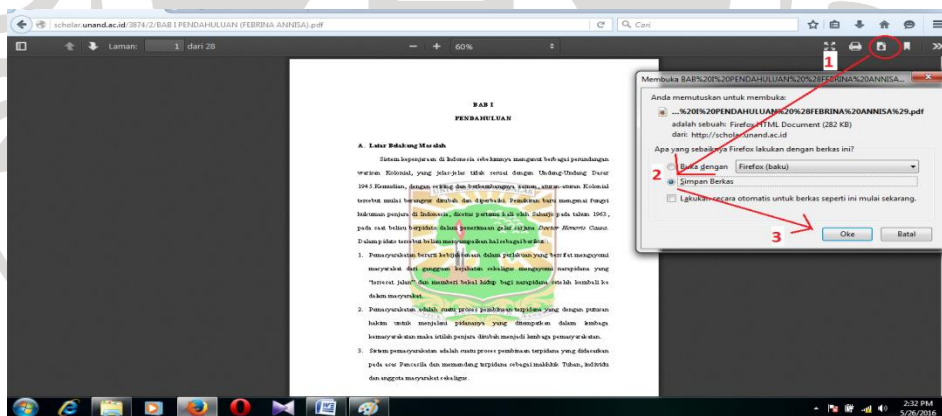 scholar.unand.ac.id/3874/2/BAB I PENDAHULUAN (FEBRINA ANNISA).pdf
Cari
Laman: 1 dari 28
60%
1
Membuka BAB%20I%20PENDAHULUAN%20%28FEBRINA%20ANNISA...
Anda memutuskan untuk membuka:
...%20I%20PENDAHULUAN%20%28FEBRINA%20ANNISA%29.pdf
adalah sebuah: Firefox HTML Document (282 KB)
dari: http://scholar.unand.ac.id
Apa yang sebaiknya Firefox lakukan dengan berkas ini?
Buka dengan Firefox (baku)
2
Simpan Berkas
Lakukan secara otomatis untuk berkas seperti ini mulai sekarang.
3
Oke Batal
BAB I
PENDAHULUAN
A. Latar Belakang Masalah
Sistem kepenjaraan di Indonesia sebelumnya menganut berbagai perundangan
warisan Kolonial, yang jelas-jelas tidak sesuai dengan Undang-Undang Dasar
1945.Kemudian, dengan seiring dan berkembangnya zaman, aturan-aturan Kolonial
tersebut mulai berangsur dirubah dan diperbaiki. Pemikiran baru mengenai fungsi
hukuman penjara di Indonesia, dicetus pertama kali oleh Saharjo pada tahun 1963,
pada saat beliau berpidato dalam penerimaan gelar sarjana Doctor Honoris Causa.
Dalam pidato tersebut beliau menyampaikan hal sebagai berikut:
1. Pemasyarakatan berarti kebijaksanaan dalam perlakuan yang bersifat mengayomi
masyarakat dari gangguan kejahatan sekaligus mengayomi narapidana yang
"tersesat jalan" dan memberi bekal hidup bagi narapidana setelah kembali ke
dalam masyarakat.
2. Pemasyarakatan adalah suatu proses pembinaan terpidana yang dengan putusan
hakim untuk menjalani pidananya yang ditempatkan dalam lembaga
kemasyarakatan maka istilah penjara dirubah menjadi lembaga pemasyarakatan.
3. Sistem pemasyarakatan adalah suatu proses pembinaan terpidana yang didasarkan
pada asas Pancasila dan memandang terpidana sebagai makhluk Tuhan, individu
dan anggota masyarakat sekaligus.
2:32 PM
5/26/2016